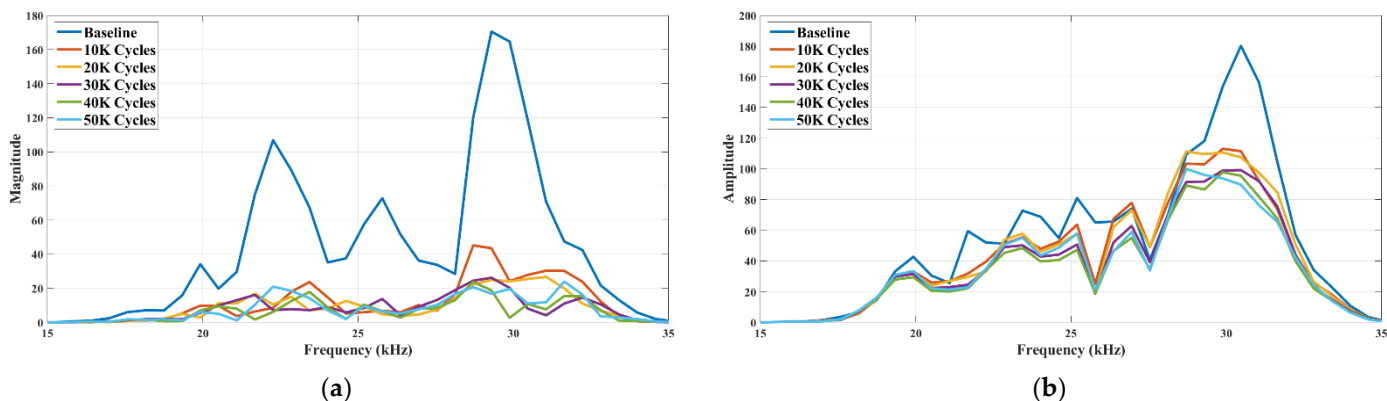 Magnitude
180
160
140
120
100
80
60
40
20
0
Baseline
10K Cycles
20K Cycles
30K Cycles
40K Cycles
50K Cycles
15
20
25
30
35
Frequency (kHz)
(a)
Amplitude
200
180
160
140
120
100
80
60
40
20
0
Baseline
10K Cycles
20K Cycles
30K Cycles
40K Cycles
50K Cycles
15
20
25
30
35
Frequency (kHz)
(b)